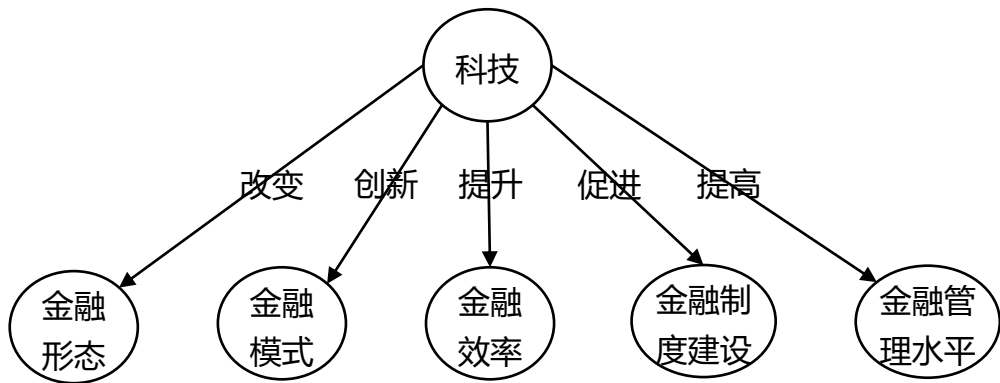 科技
改变
创新
提升
促进
提高
金融
形态
金融
模式
金融
效率
金融制
度建设
金融管
理水平